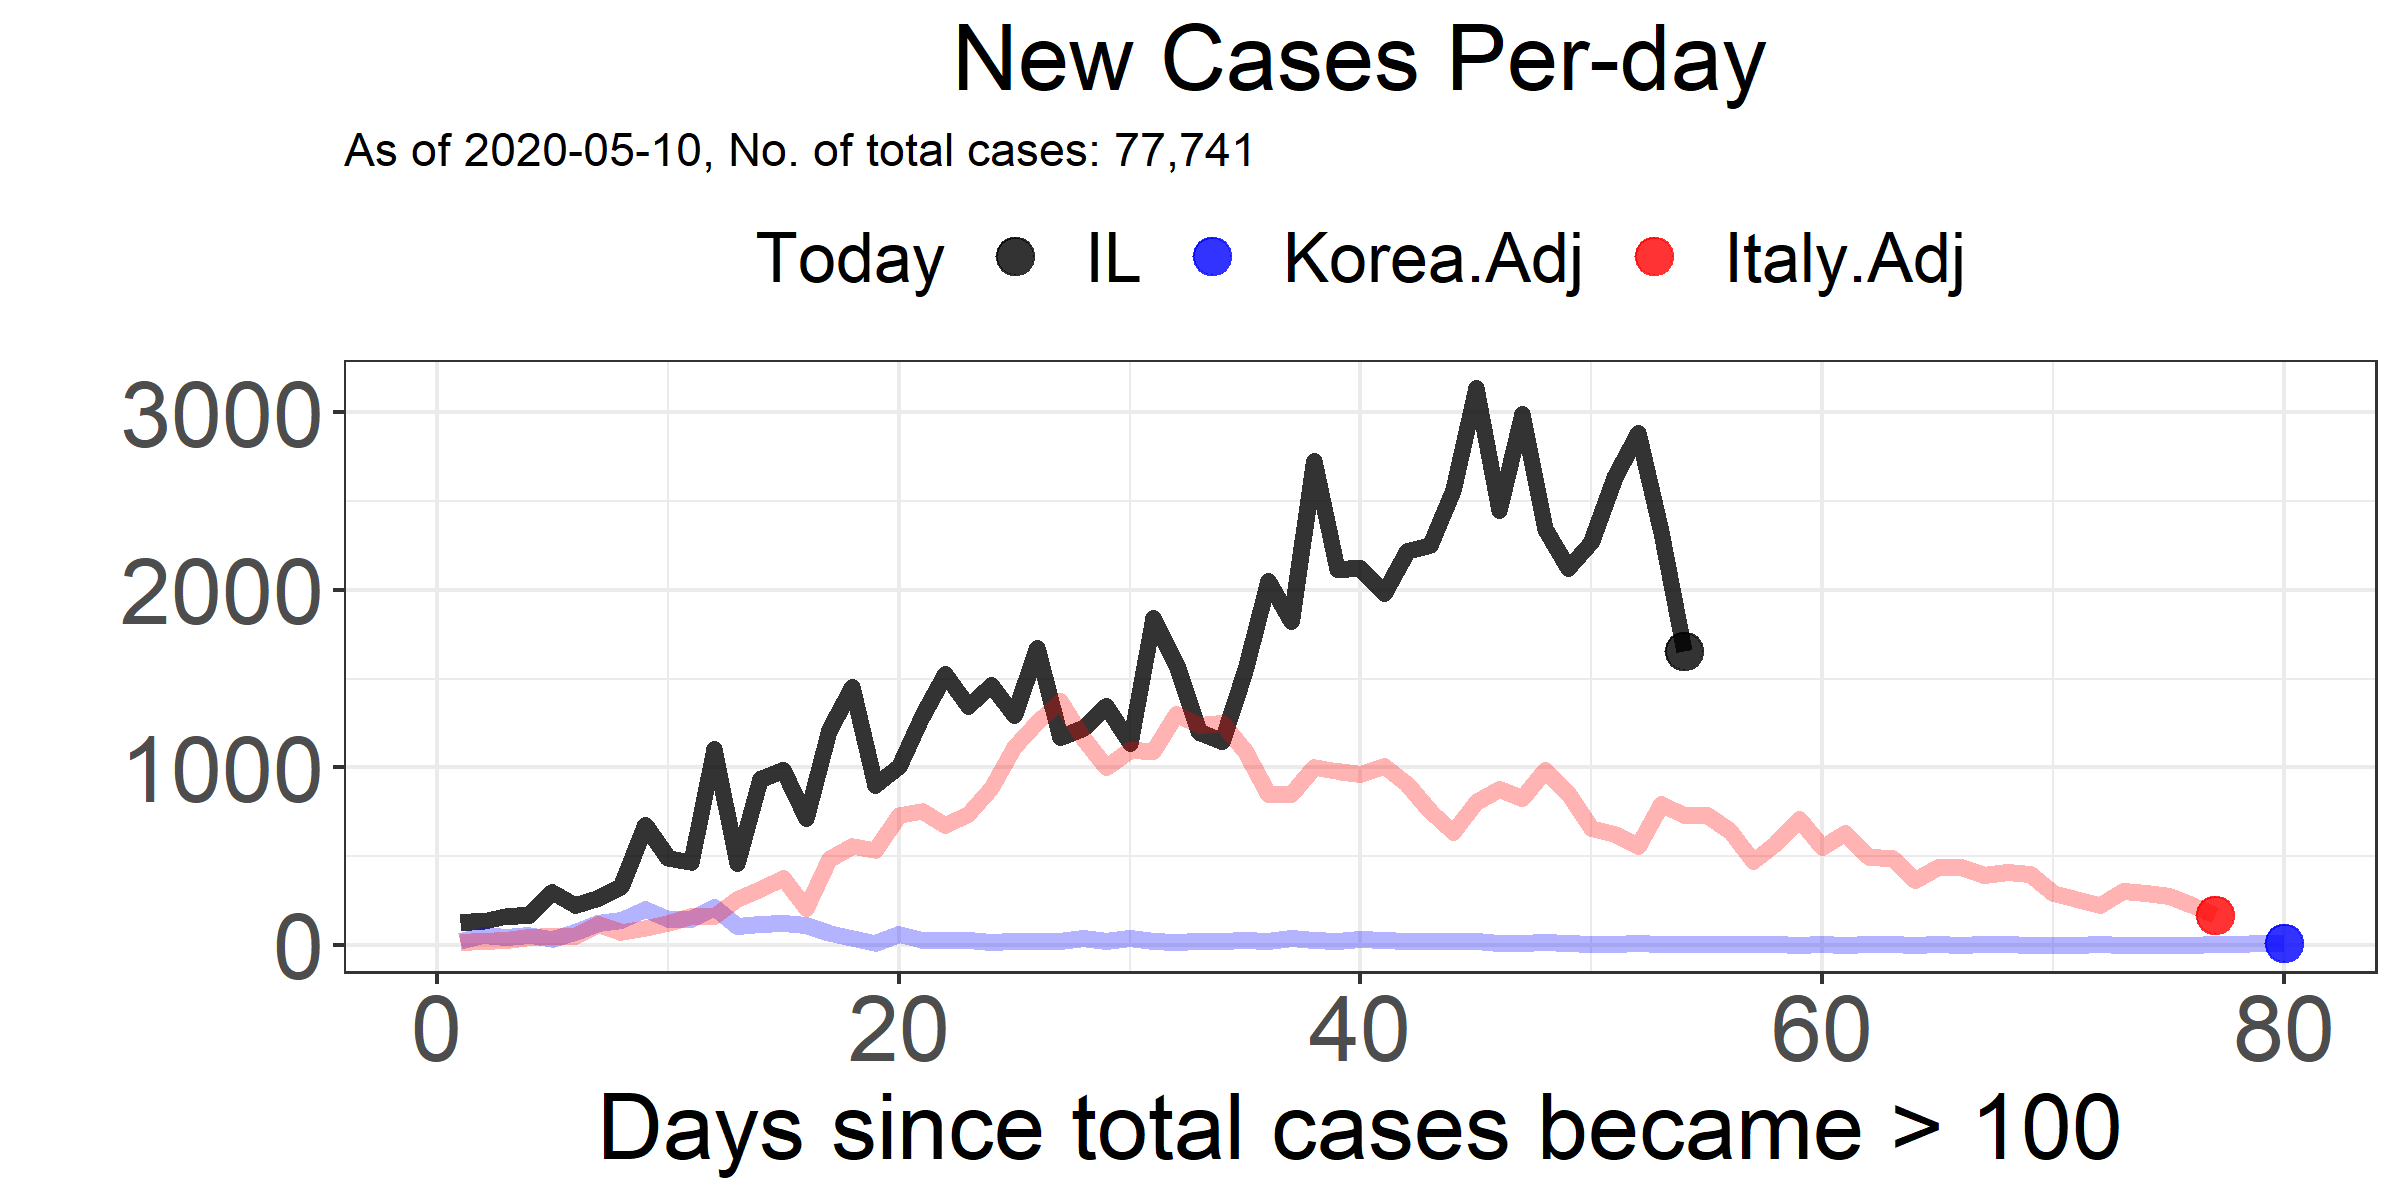 New Cases Per-day
As of 2020-05-10, No. of total cases: 77,741
Today IL Korea.Adj Italy.Adj
3000
2000
1000
0
0 20 40 60 80
Days since total cases became > 100